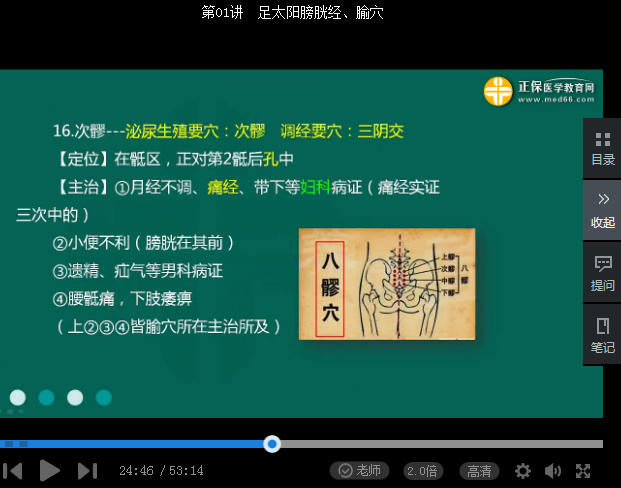 第01讲 足太阳膀胱经、腧穴
正保医学教育网
www.med66.com
16.次髎---泌尿生殖要穴：次髎 调经要穴：三阴交
【定位】在骶区，正对第2骶后孔中
【主治】①月经不调、痛经、带下等妇科病证（痛经实证
三次中的）
②小便不利（膀胱在其前）
③遗精、疝气等男科病证
④腰骶痛，下肢痿痹
（上②③④皆腧穴所在主治所及）
八髎穴
上髎
次髎
中髎
下髎
八髎
目录
收起
提问
笔记
24:46 / 53:14
老师
2.0倍
高清